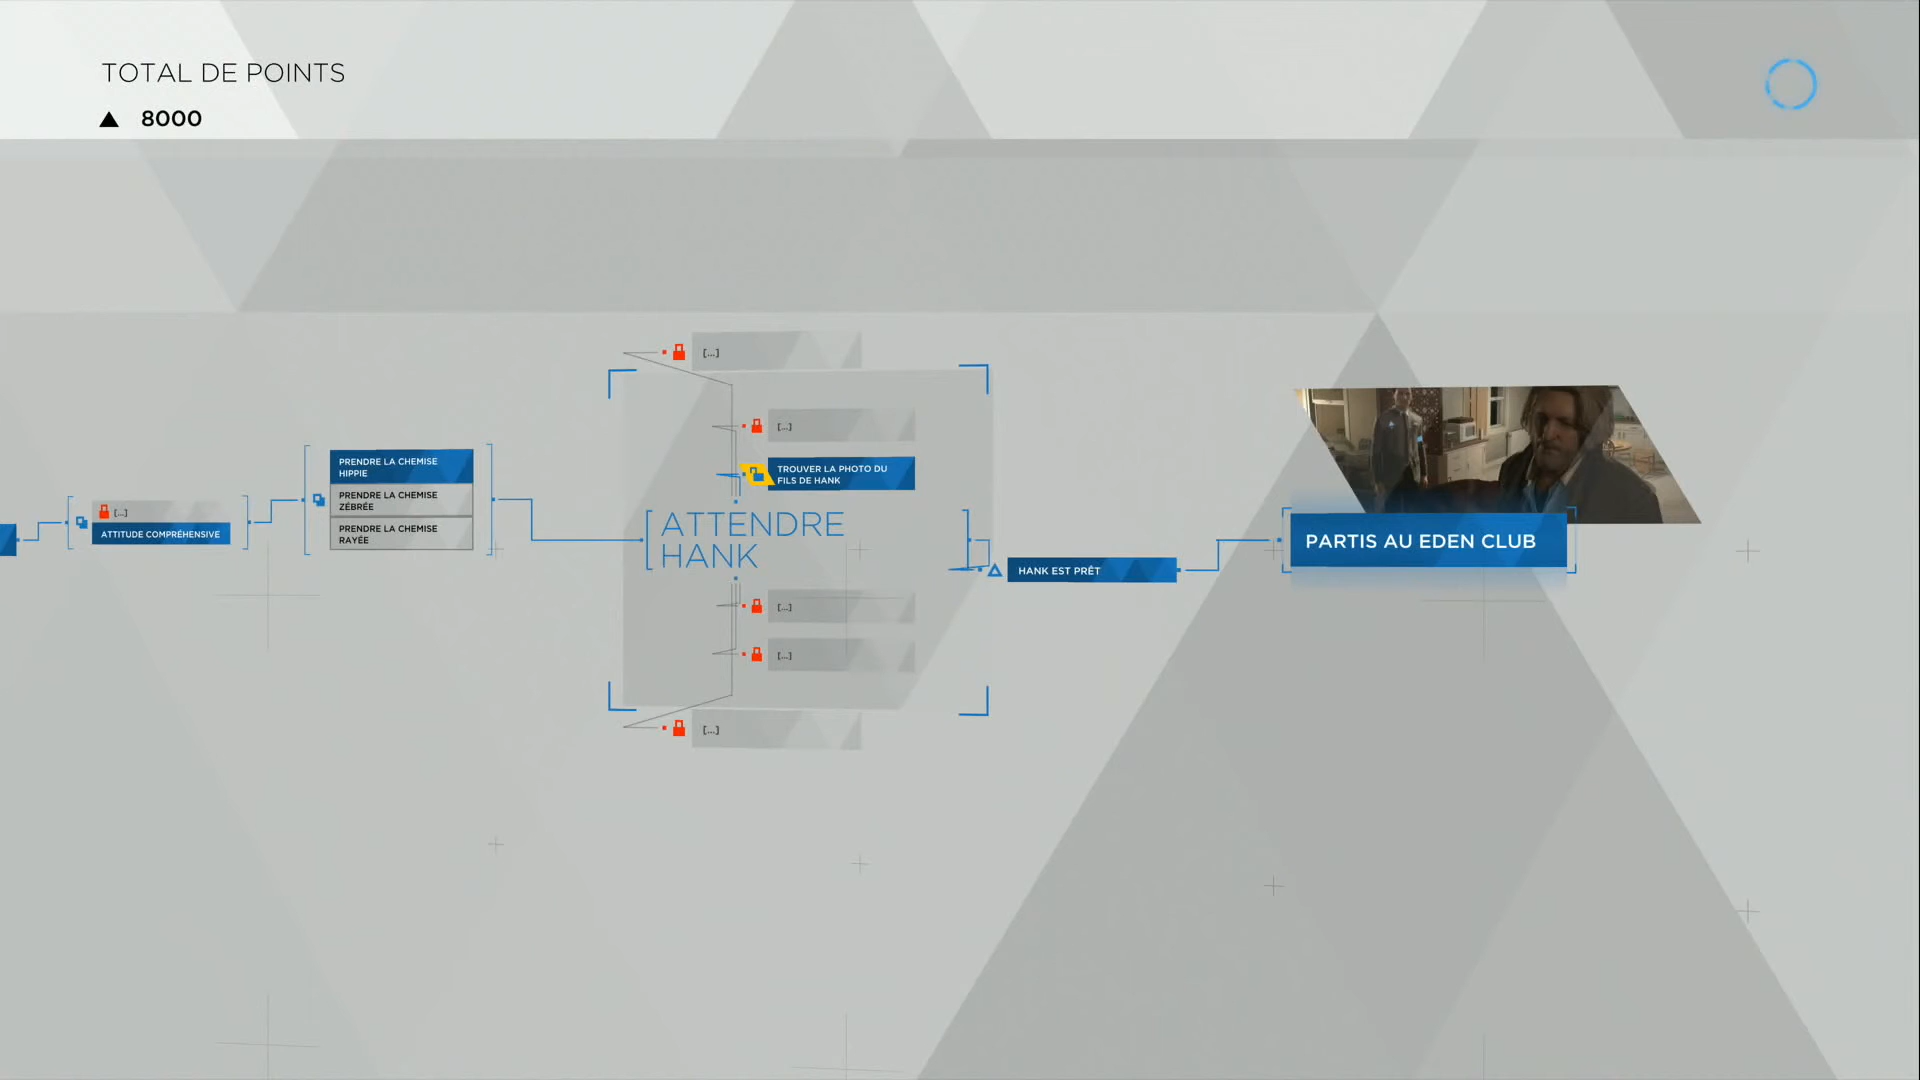 TOTAL DE POINTS
8000
[...]
ATTITUDE COMPRÉHENSIVE
PRENDRE LA CHEMISE
HIPPIE
PRENDRE LA CHEMISE
ZÉBRÉE
PRENDRE LA CHEMISE
RAYÉE
[...]
[...]
TROUVER LA PHOTO DU
FILS DE HANK
ATTENDRE
HANK
[...]
[...]
[...]
HANK EST PRÊT
PARTIS AU EDEN CLUB